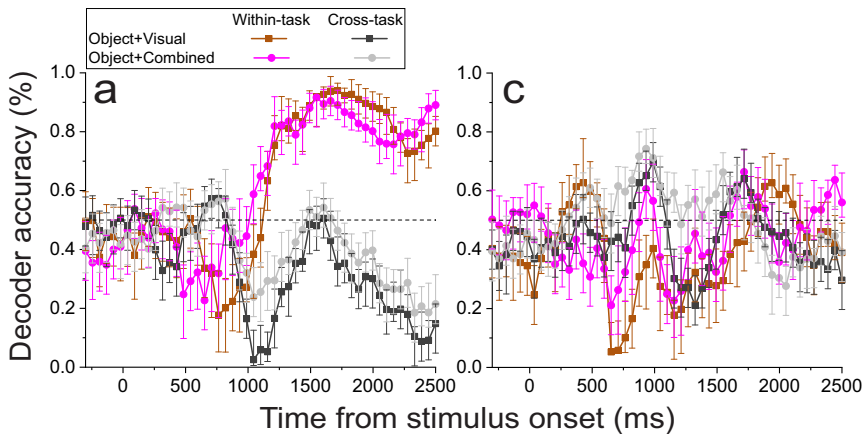 Within-task Cross-task
Object+Visual
Object+Combined
a
c
Decoder accuracy (%)
1.0
0.8
0.6
0.4
0.2
0.0
0 500 1000 1500 2000 2500
1.0
0.8
0.6
0.4
0.2
0.0
0 500 1000 1500 2000 2500
Time from stimulus onset (ms)